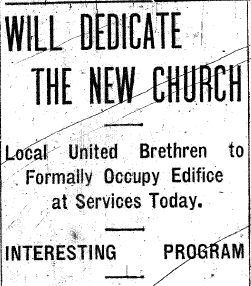 WILL DEDICATE
THE NEW CHURCH
Local United Brethren to
Formally Occupy Edifice
at Services Today.
INTERESTING PROGRAM